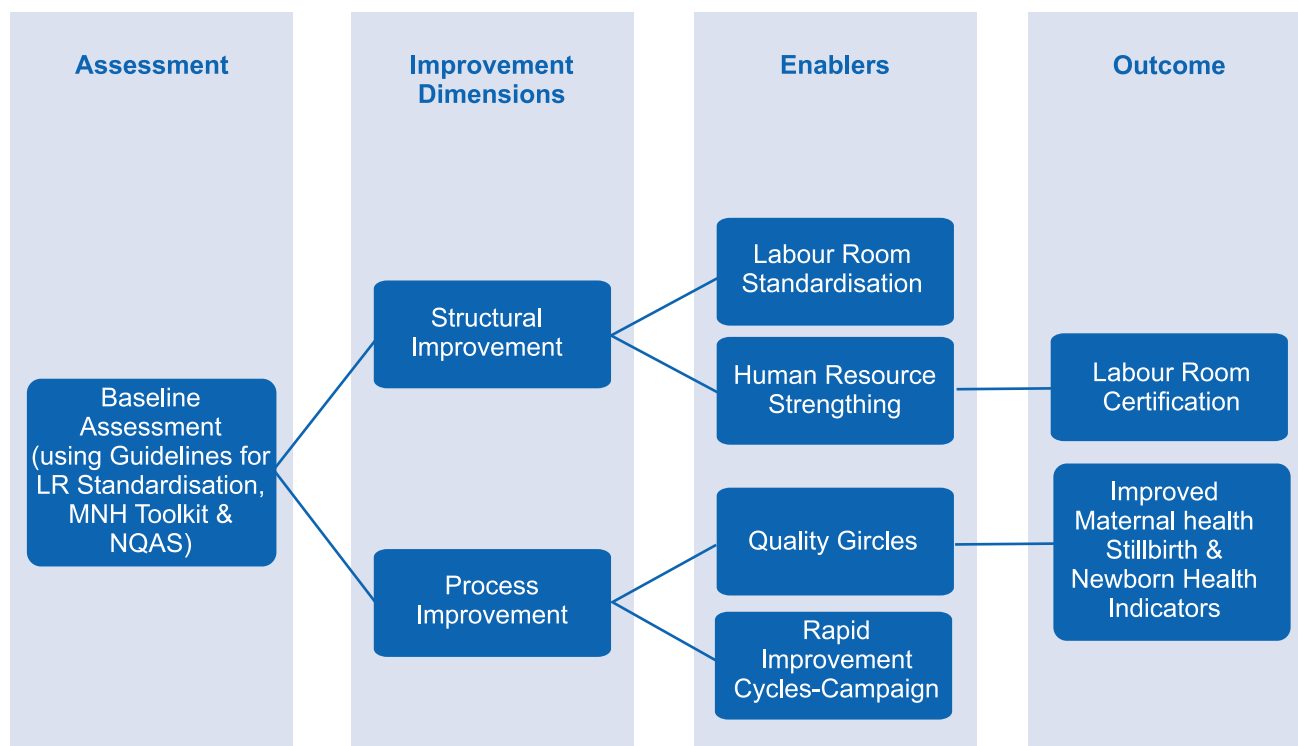 Assessment
Improvement
Dimensions
Enablers
Outcome
Baseline
Assessment
(using Guidelines for
LR Standardisation,
MNH Toolkit &
NQAS)
Structural
Improvement
Process
Improvement
Labour Room
Standardisation
Human Resource
Strengthing
Quality Gircles
Rapid
Improvement
Cycles-Campaign
Labour Room
Certification
Improved
Maternal health
Stillbirth &
Newborn Health
Indicators